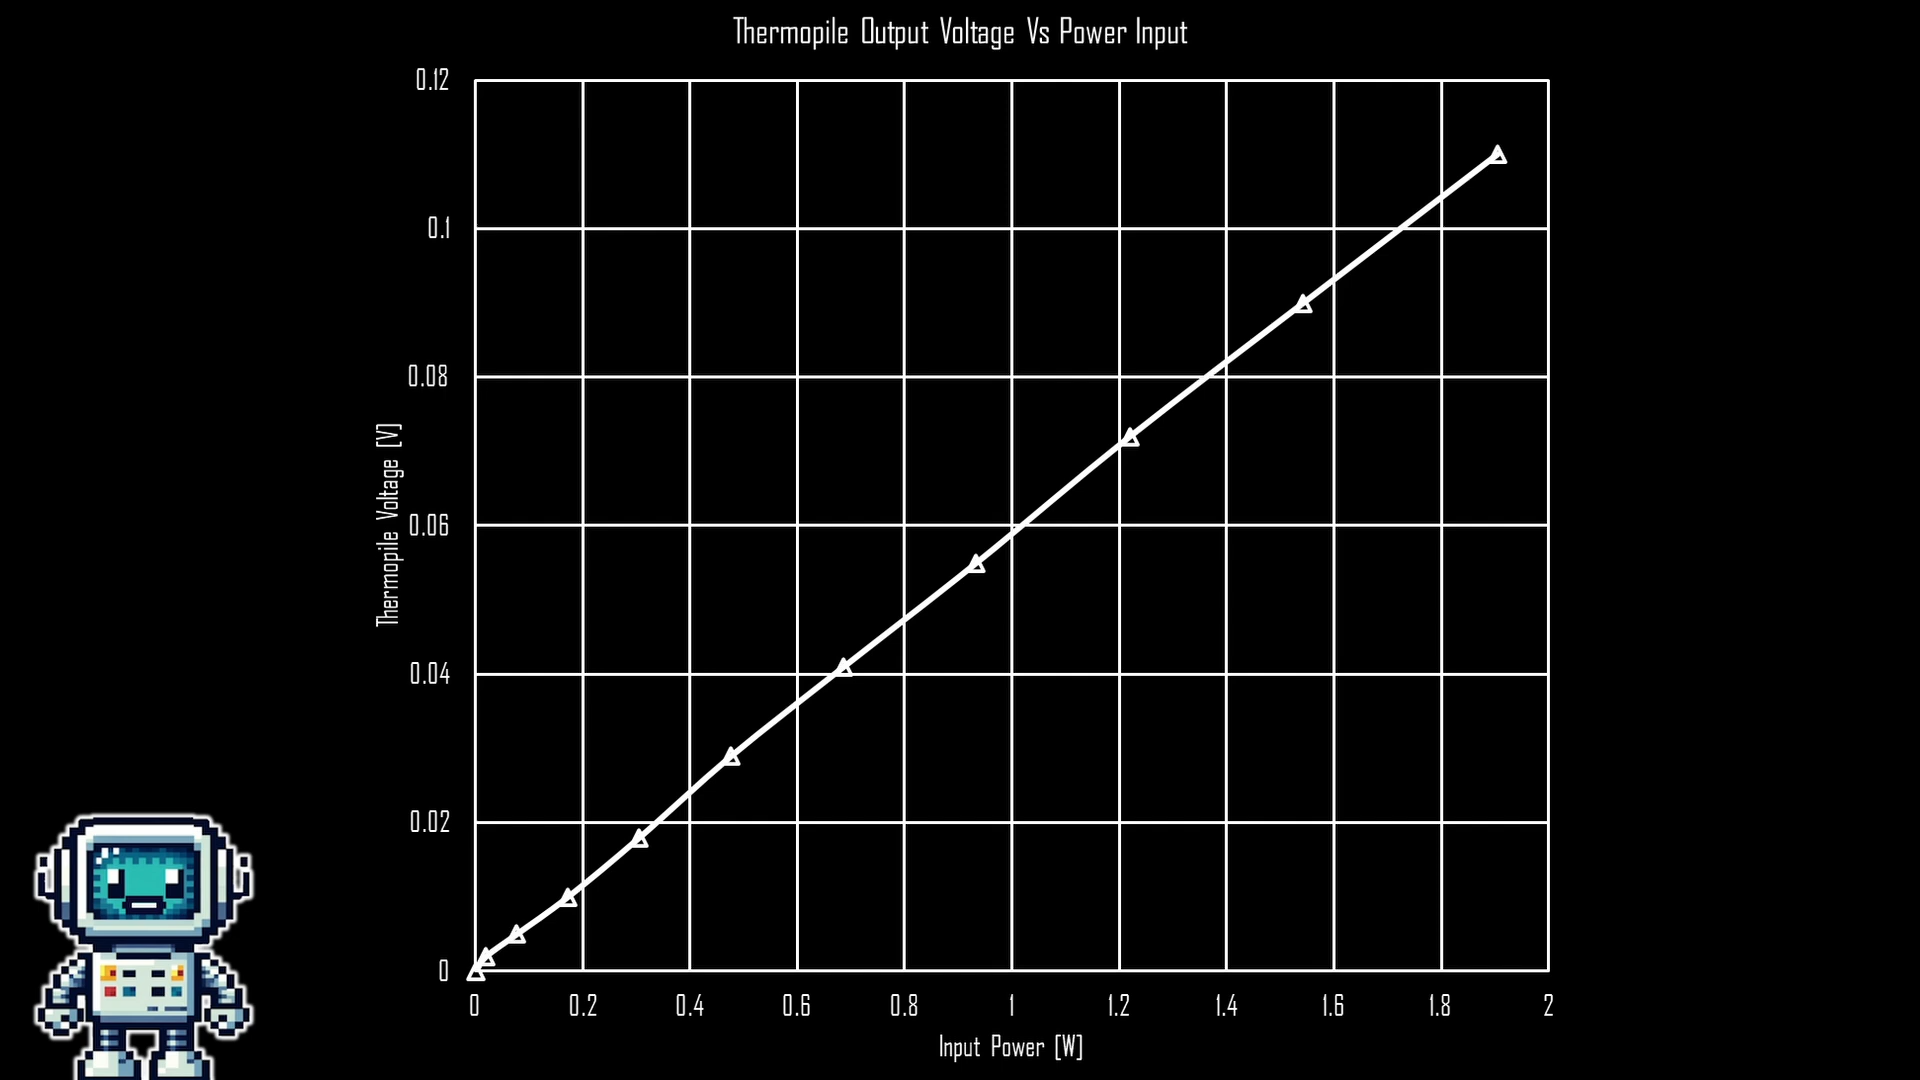 Thermopile Output Voltage Vs Power Input
0.12
0.1
0.08
0.06
0.04
0.02
0
Thermopile Voltage [V]
0 0.2 0.4 0.6 0.8 1 1.2 1.4 1.6 1.8 2
Input Power [W]